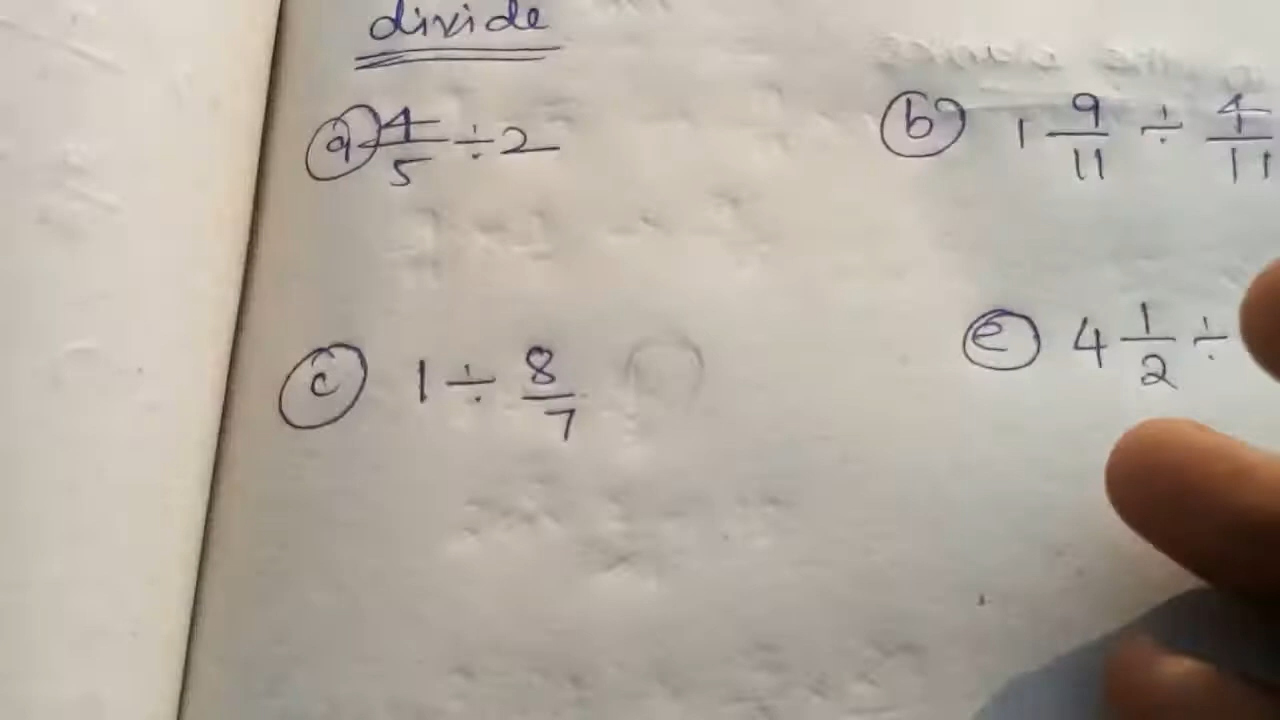 divide
(a) 4/5 ÷ 2
(b) 1 9/11 ÷ 4/11
(c) 1 ÷ 8/7
(e) 4 1/2 ÷